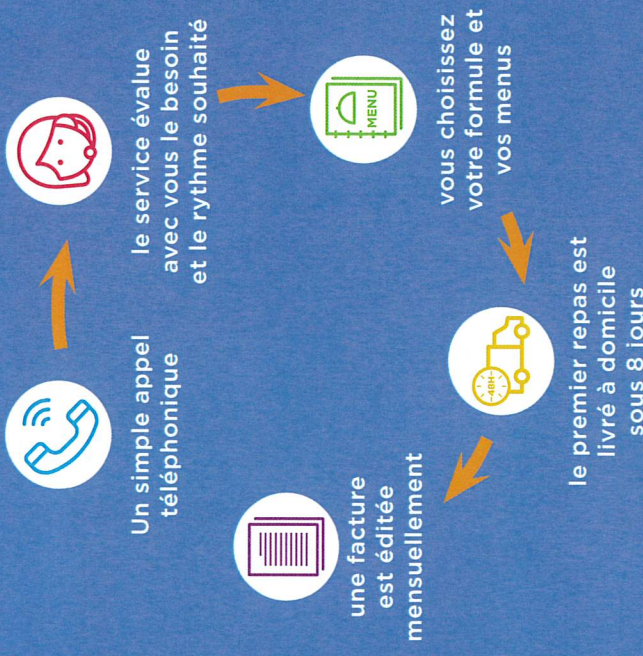 Un simple appel
téléphonique
le service évalue
avec vous le besoin
et le rythme souhaité
MENU
vous choisissez
votre formule et
vos menus
48H
le premier repas est
livré à domicile
sous 8 jours
une facture
est éditée
mensuellement